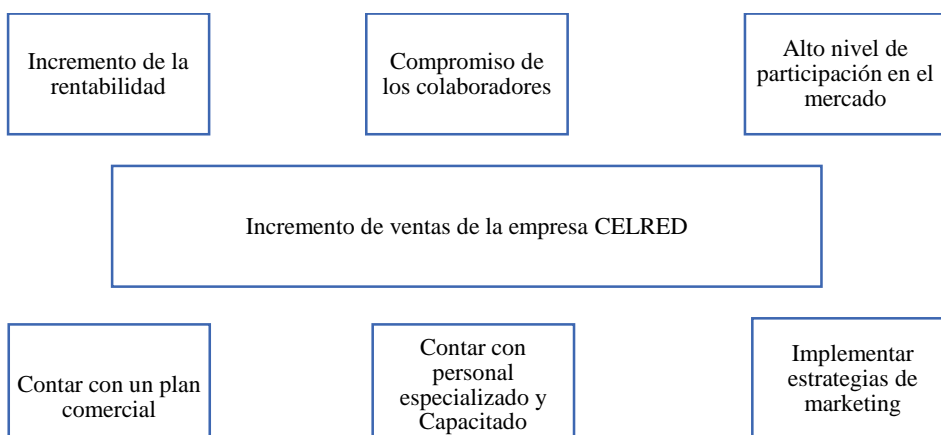 Incremento de la
rentabilidad
Compromiso de
los colaboradores
Alto nivel de
participación en el
mercado
Incremento de ventas de la empresa CELRED
Contar con un plan
comercial
Contar con
personal
especializado y
Capacitado
Implementar
estrategias de
marketing